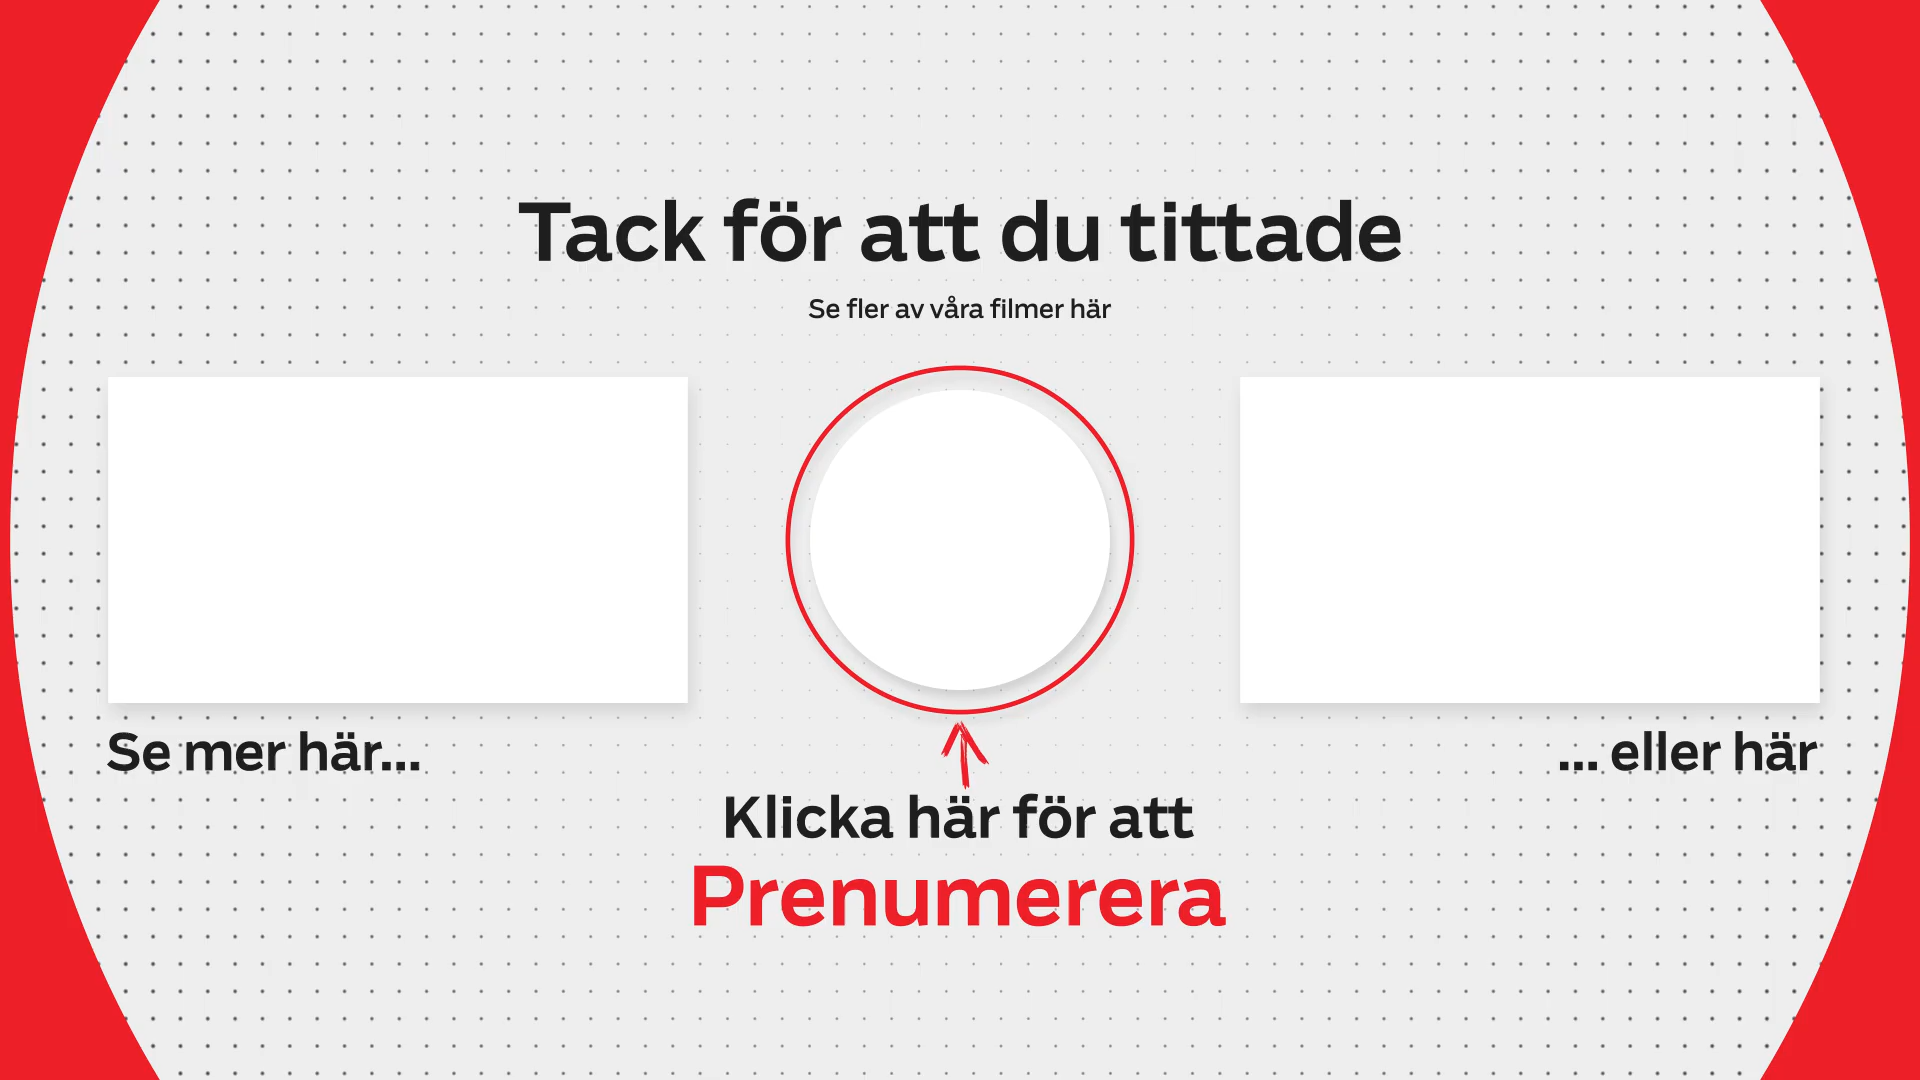 Tack för att du tittade
Se fler av våra filmer här
Se mer här...
... eller här
Klicka här för att
Prenumerera